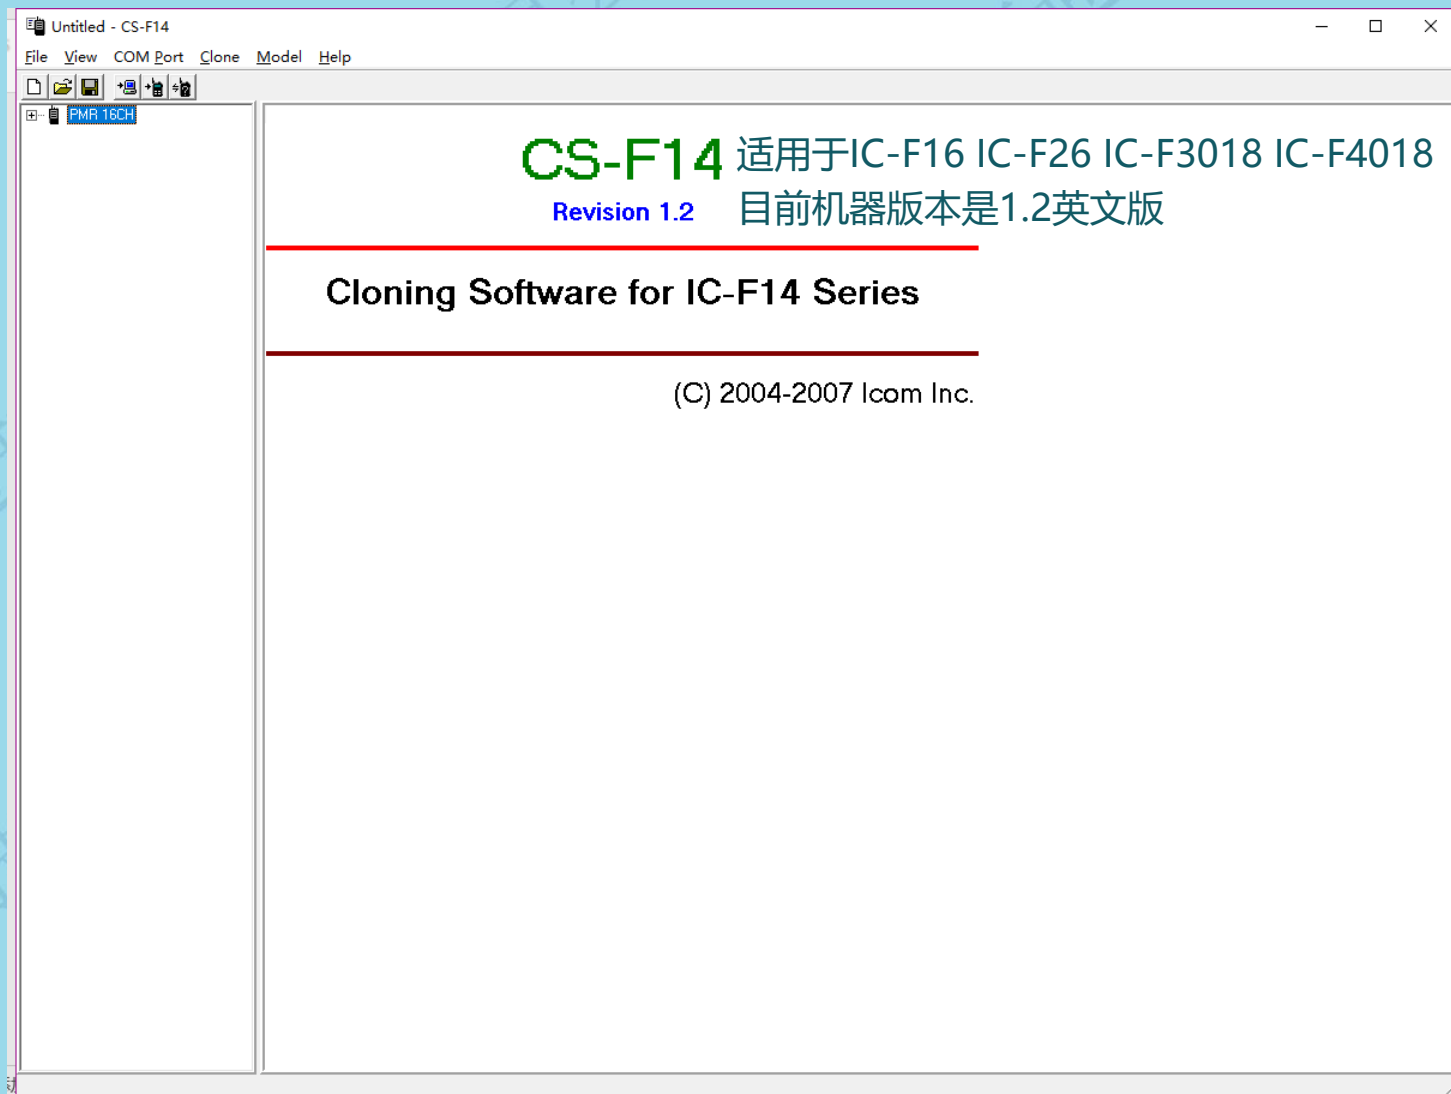 Untitled - CS-F14
File View COM Port Clone Model Help
PMR 16CH
CS-F14 适用于IC-F16 IC-F26 IC-F3018 IC-F4018
Revision 1.2 目前机器版本是1.2英文版
Cloning Software for IC-F14 Series
(C) 2004-2007 Icom Inc.